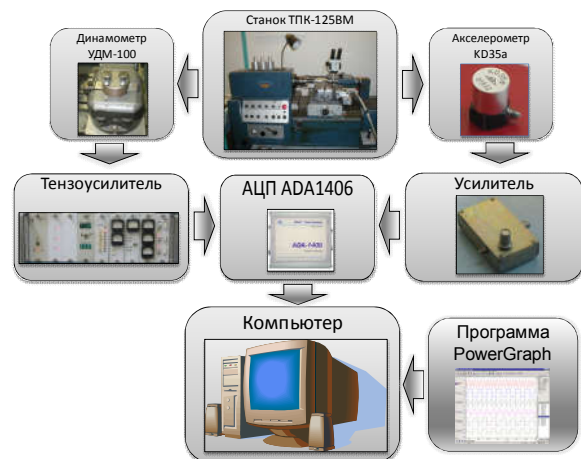 Станок ТПК-125ВМ
Динамометр
УДМ-100
Акселерометр
KD35a
Тензоусилитель
АЦП ADA1406
Усилитель
Компьютер
Программа
PowerGraph